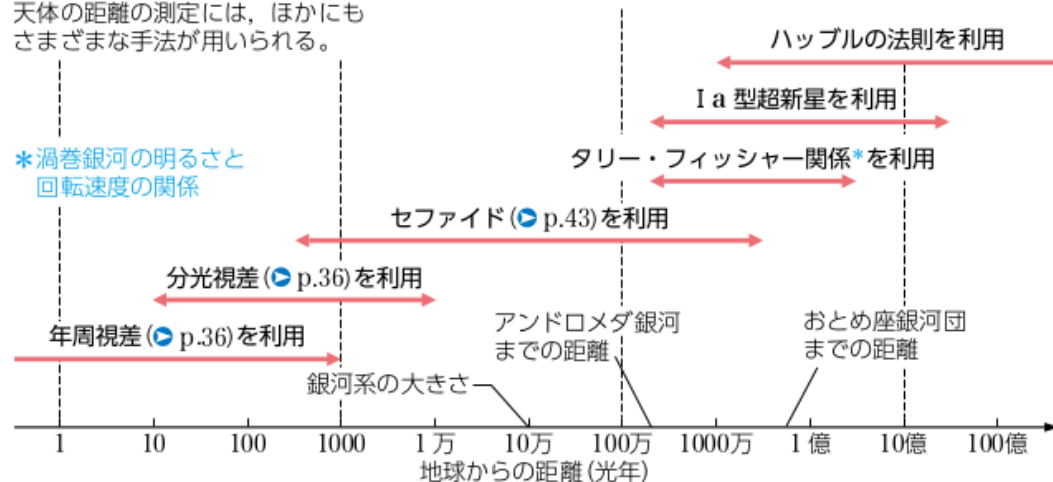 天体の距離の測定には，ほかにも
さまざまな手法が用いられる。
ハッブルの法則を利用
Ⅰa 型超新星を利用
＊渦巻銀河の明るさと
回転速度の関係
タリー・フィッシャー関係＊を利用
セファイド(▶p.43)を利用
分光視差(▶p.36)を利用
年周視差(▶p.36)を利用
アンドロメダ銀河
までの距離
おとめ座銀河団
までの距離
銀河系の大きさ
1 10 100 1000 1万 10万 100万 1000万 1億 10億 100億
地球からの距離(光年)